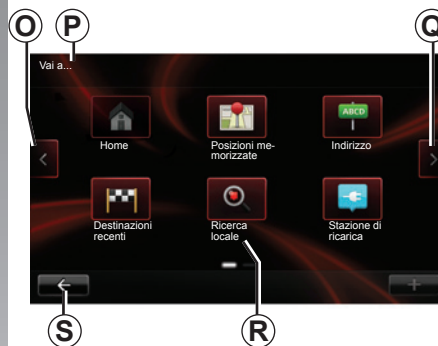 O
P
Q
Vai a...
ABCD
Home
Posizioni me-
morizzate
Indirizzo
Destinazioni
recenti
Ricerca
locale
Stazione di
ricarica
S
R